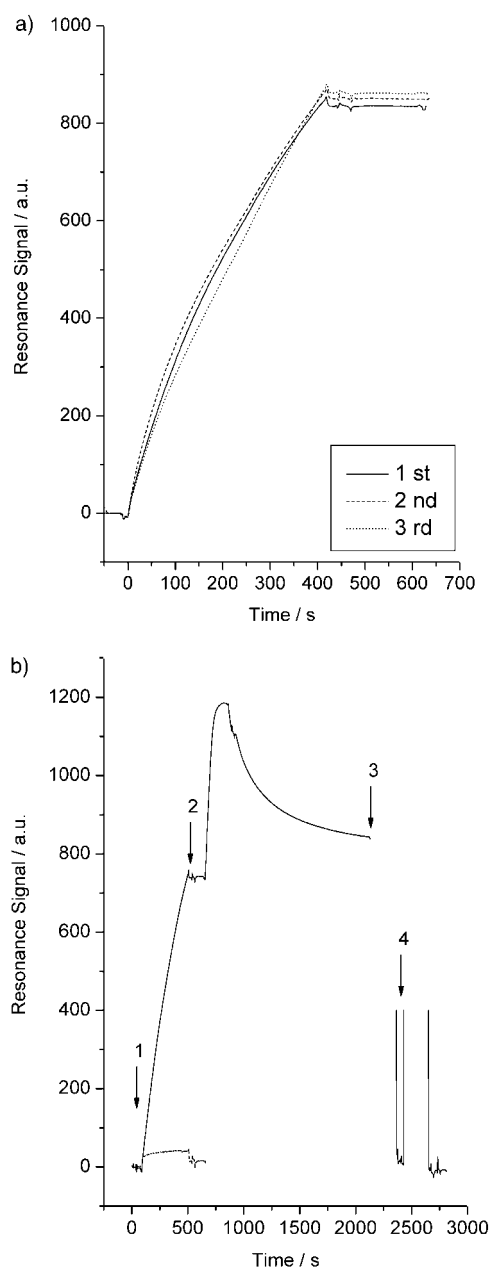 a)
1000
800
600
400
200
0
Resonance Signal / a.u.
1 st
2 nd
3 rd
0 100 200 300 400 500 600 700
Time / s
b)
1200
1000
800
600
400
200
0
Resonance Signal / a.u.
1
2
3
4
0 500 1000 1500 2000 2500 3000
Time / s